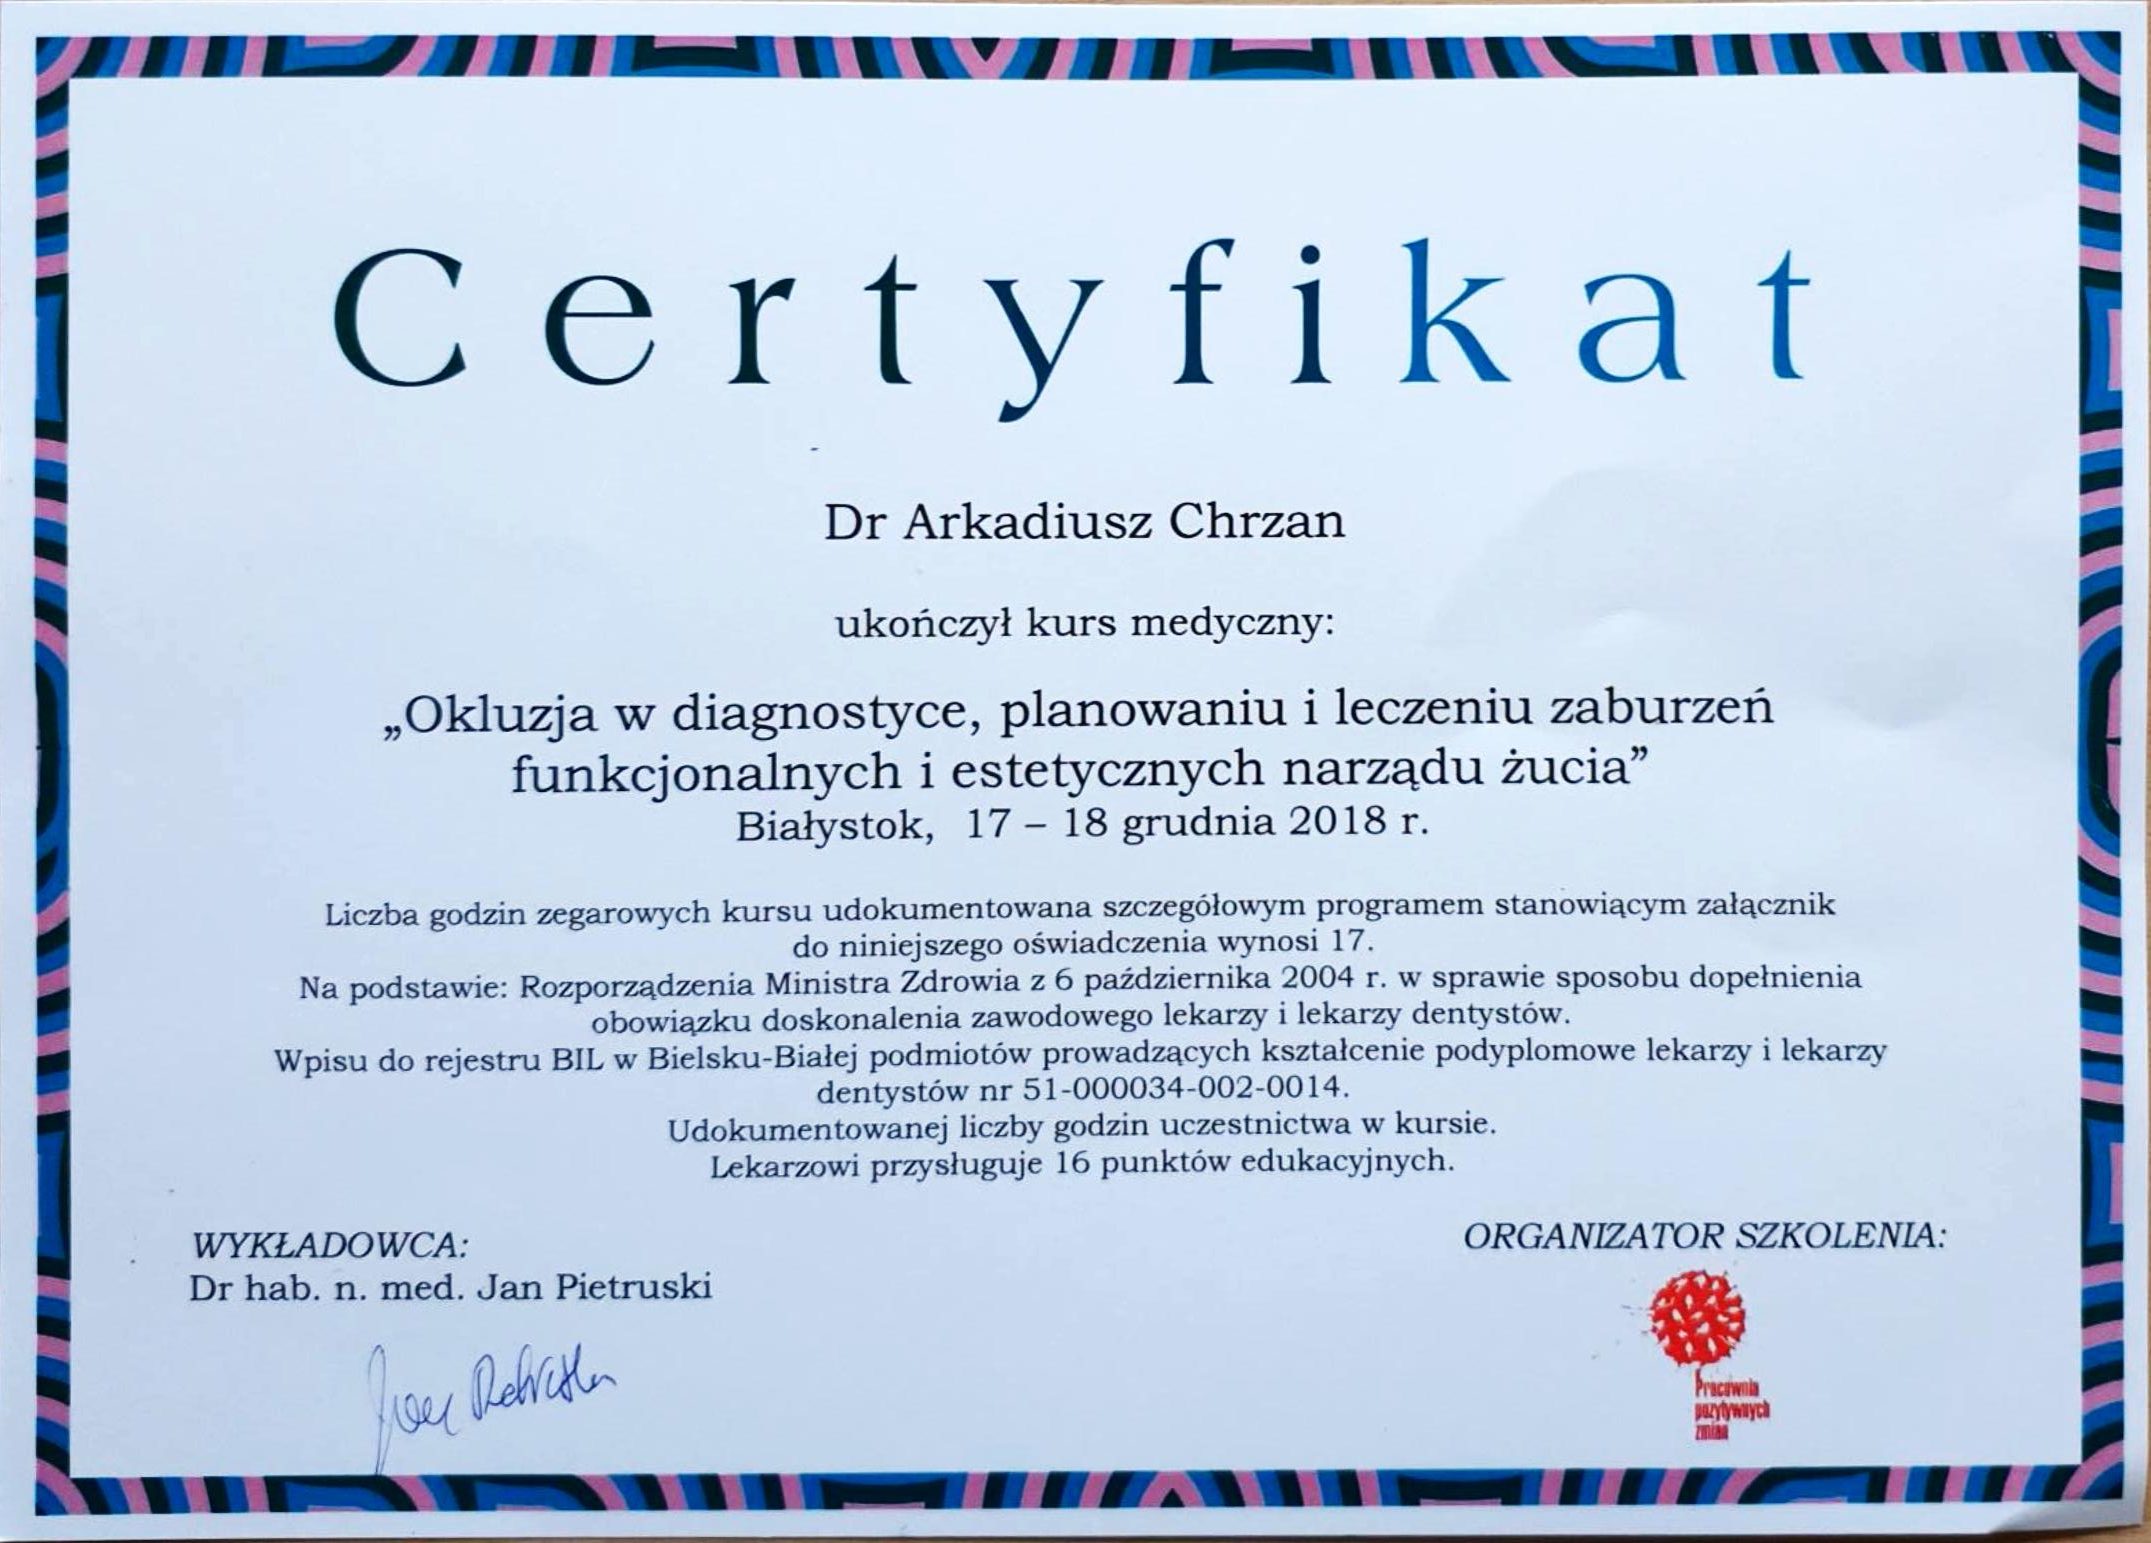 Certyfikat
Dr Arkadiusz Chrzan
ukończył kurs medyczny:
„Okluzja w diagnostyce, planowaniu i leczeniu zaburzeń
funkcjonalnych i estetycznych narządu żucia”
Białystok, 17 – 18 grudnia 2018 r.
Liczba godzin zegarowych kursu udokumentowana szczegółowym programem stanowiącym załącznik
do niniejszego oświadczenia wynosi 17.
Na podstawie: Rozporządzenia Ministra Zdrowia z 6 października 2004 r. w sprawie sposobu dopełnienia
obowiązku doskonalenia zawodowego lekarzy i lekarzy dentystów.
Wpisu do rejestru BIL w Bielsku-Białej podmiotów prowadzących kształcenie podyplomowe lekarzy i lekarzy
dentystów nr 51-000034-002-0014.
Udokumentowanej liczby godzin uczestnictwa w kursie.
Lekarzowi przysługuje 16 punktów edukacyjnych.
WYKŁADOWCA:
Dr hab. n. med. Jan Pietruski
ORGANIZATOR SZKOLENIA:
Pracownia
pozytywnych
zmian